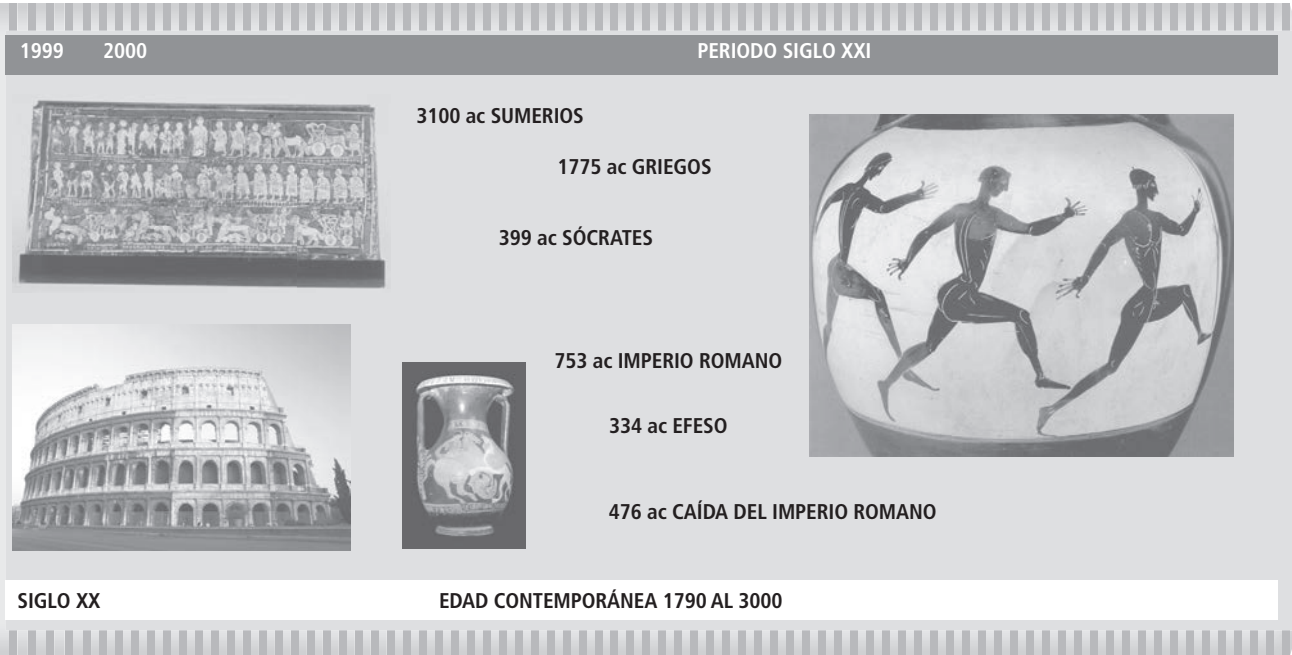 1999 2000 PERIODO SIGLO XXI
3100 ac SUMERIOS
1775 ac GRIEGOS
399 ac SÓCRATES
753 ac IMPERIO ROMANO
334 ac EFESO
476 ac CAÍDA DEL IMPERIO ROMANO
SIGLO XX EDAD CONTEMPORÁNEA 1790 AL 3000